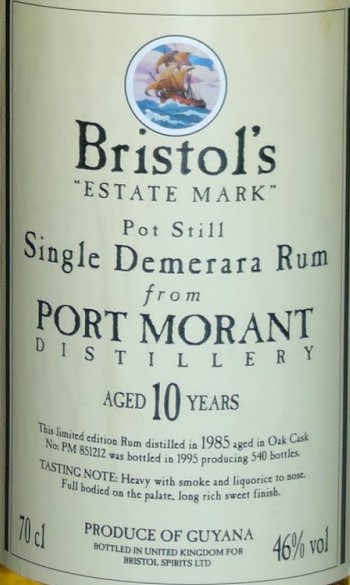 Bristol's
"ESTATE MARK"
Pot Still
Single Demerara Rum
from
PORT MORANT
DISTILLERY
AGED 10 YEARS
This limited edition Rum distilled in 1985 aged in Oak Cask
No: PM 851212 was bottled in 1995 producing 540 bottles.
TASTING NOTE: Heavy with smoke and liquorice to nose.
Full bodied on the palate, long rich sweet finish.
70 cl
PRODUCE OF GUYANA
BOTTLED IN UNITED KINGDOM FOR
BRISTOL SPIRITS LTD
46% vol